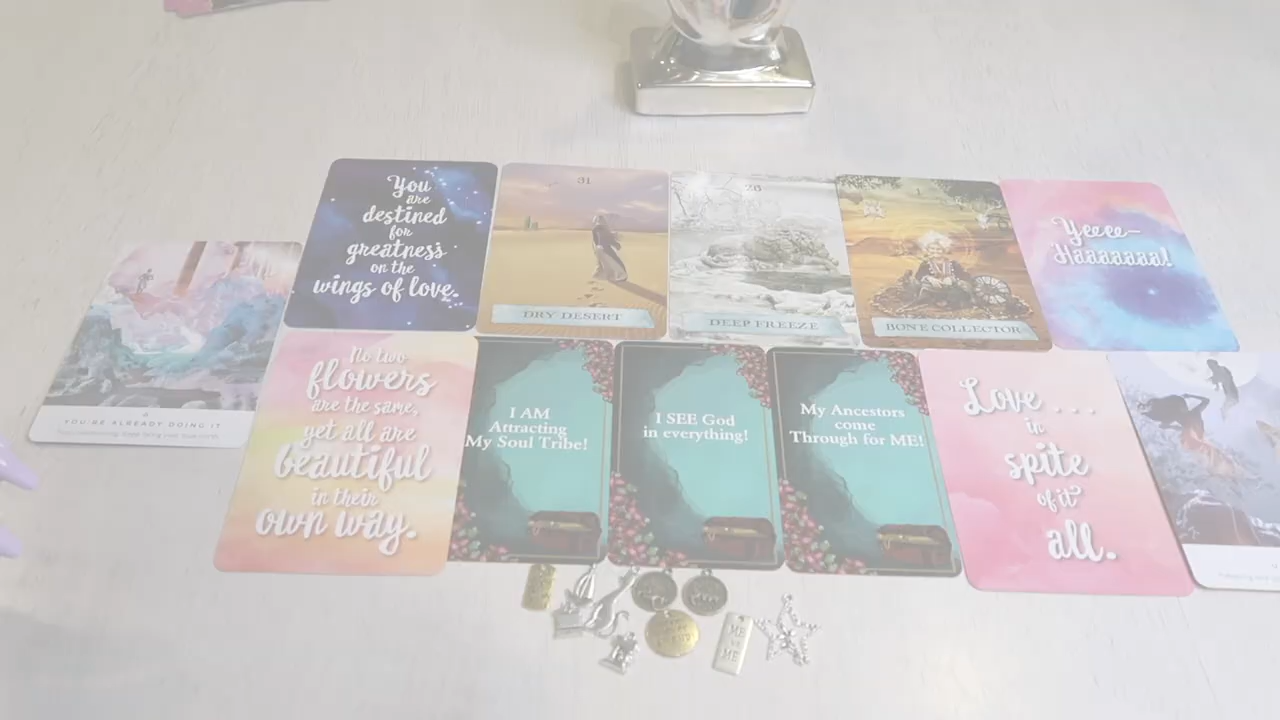 You
are
destined
for
greatness
on the
wings of love.
31
DRY DESERT
DEEP FREEZE
1
BONE COLLECTOR
Yeeee-
Haaaaaaa!
YOU'RE ALREADY DOING IT
No two
flowers
are the same,
yet all are
beautiful
in their
own way.
I AM
Attracting
My Soul Tribe!
I SEE God
in everything!
My Ancestors
come
Through for ME!
Love ...
in
spite
of it
all.
ME
vs
ME